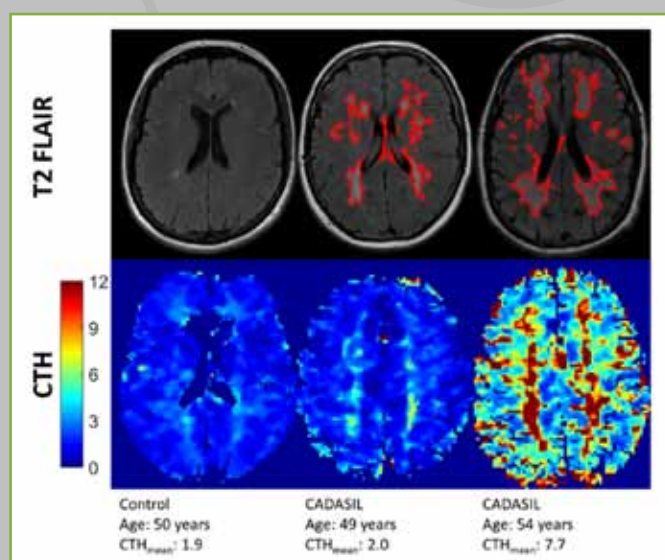 T2 FLAIR
CTH
12
9
6
3
0
Control
Age: 50 years
CTHmean: 1.9
CADASIL
Age: 49 years
CTHmean: 2.0
CADASIL
Age: 54 years
CTHmean: 7.7